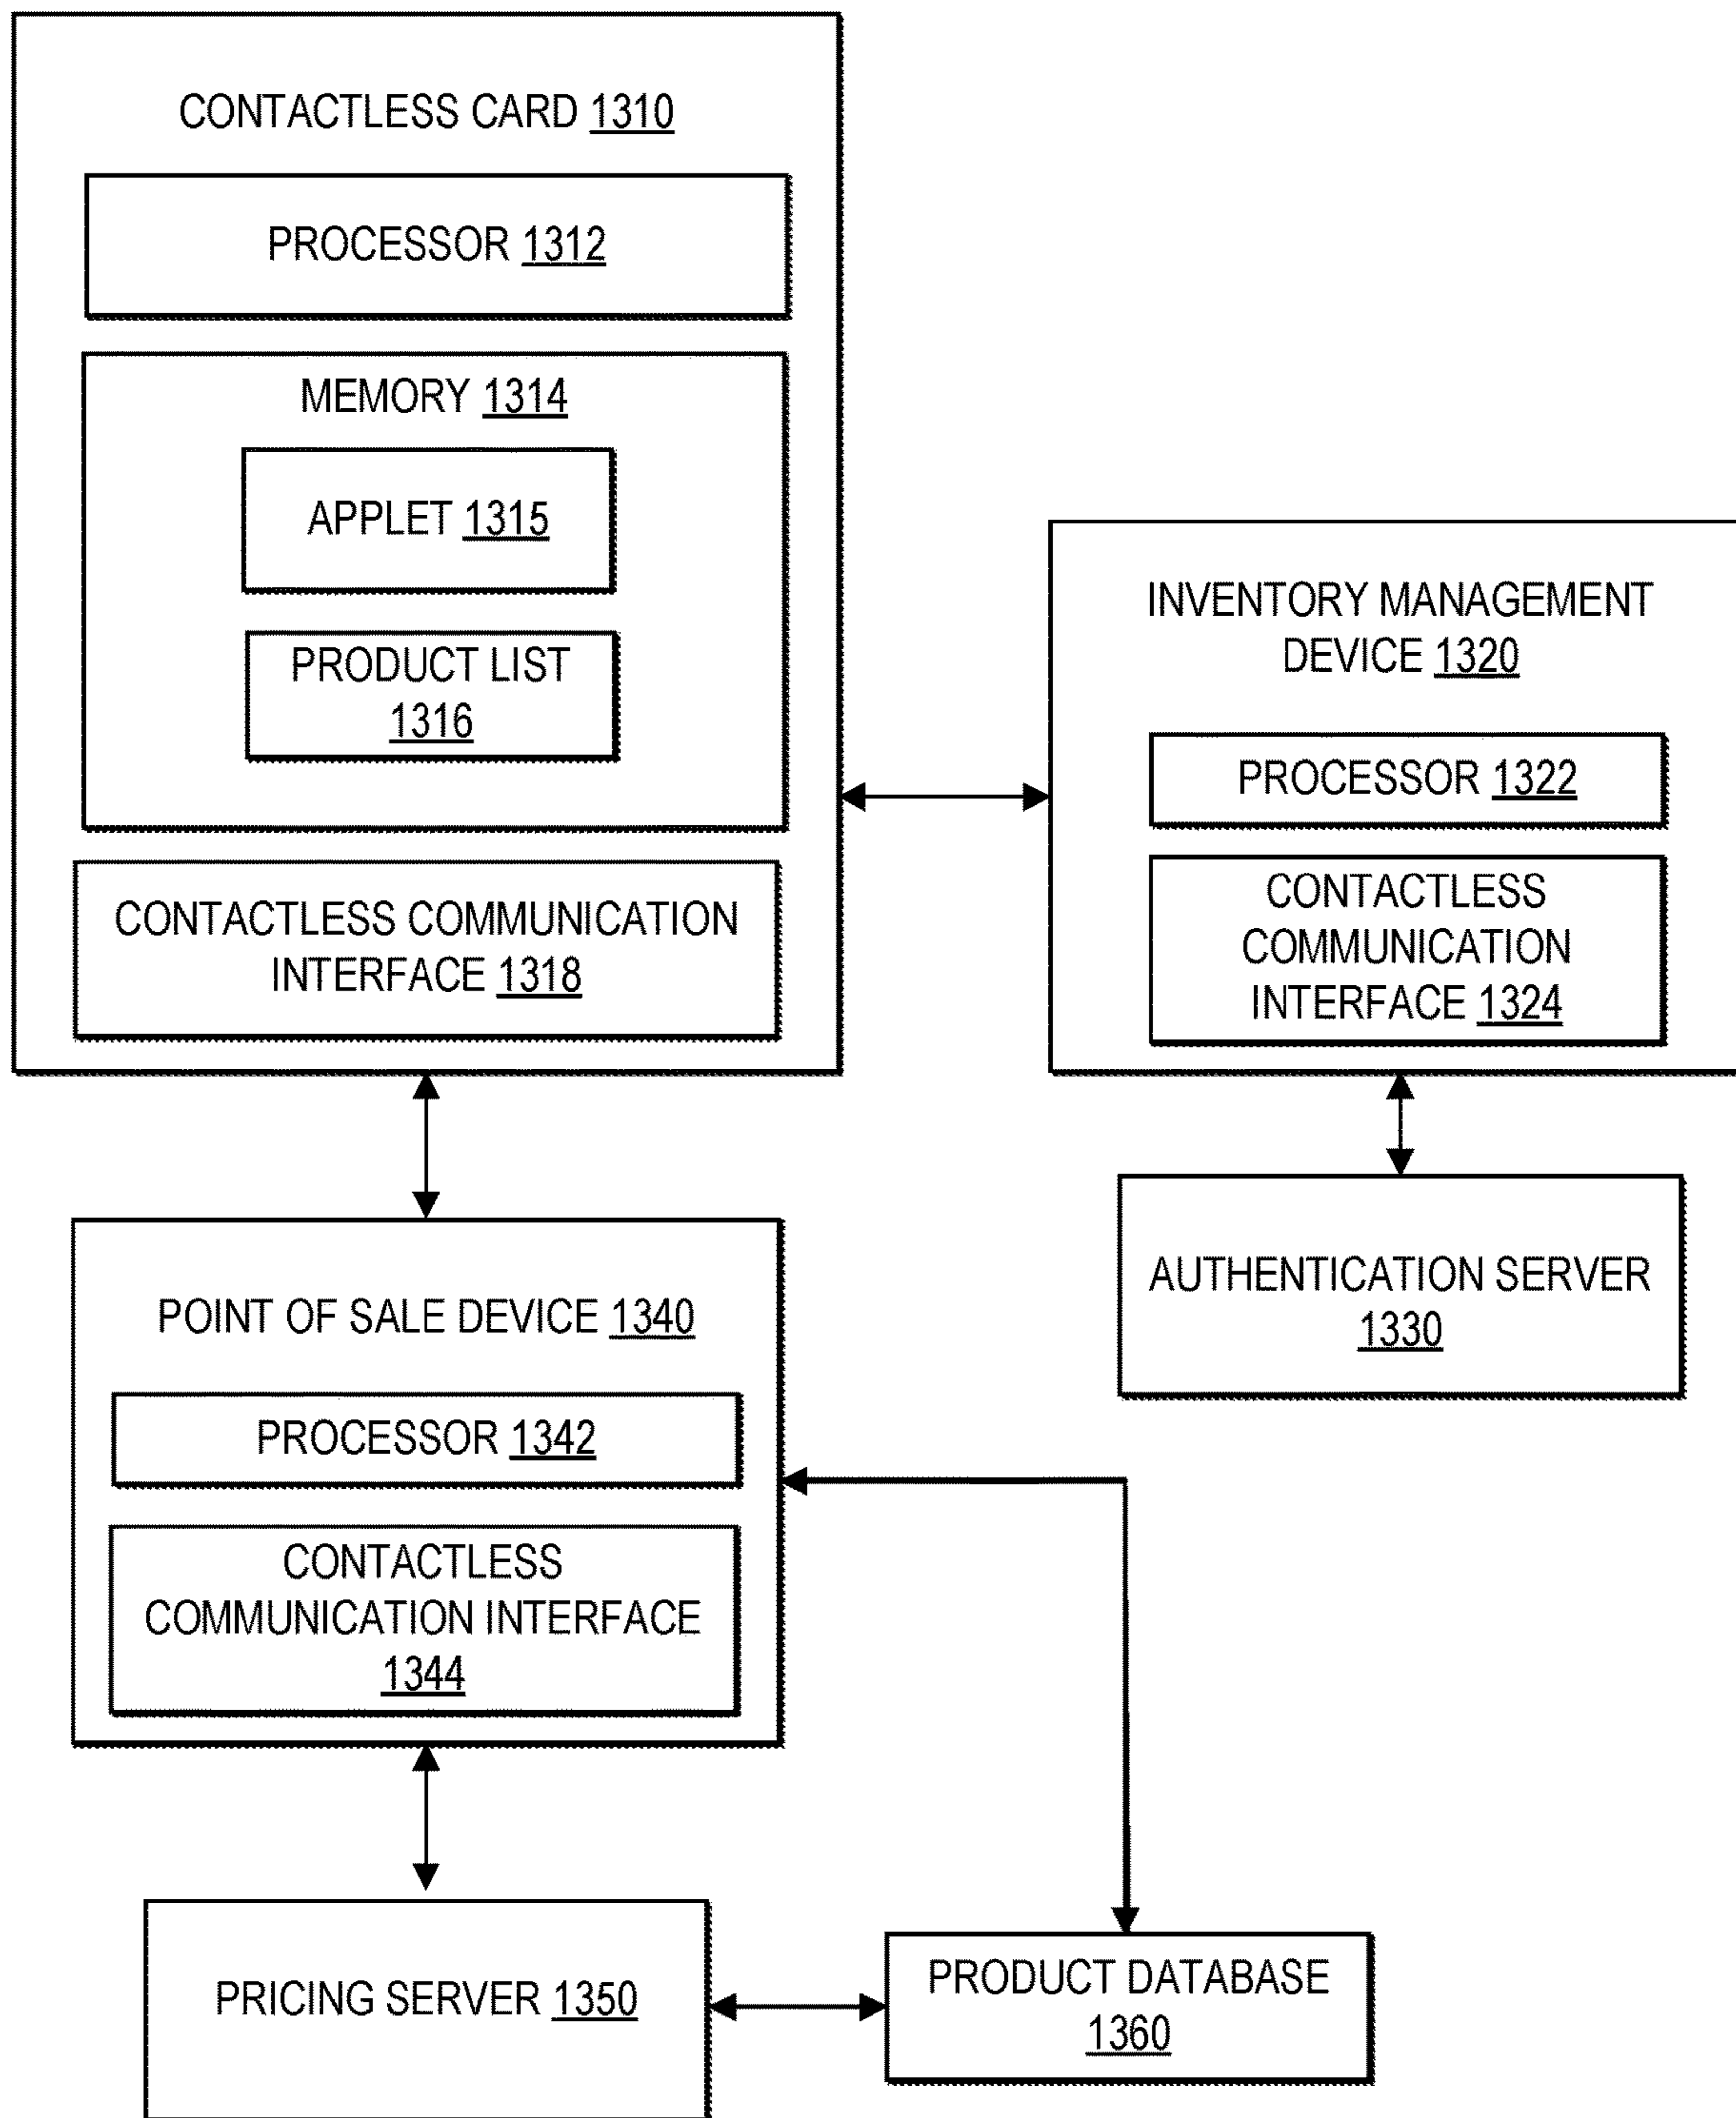 CONTACTLESS CARD 1310
PROCESSOR 1312
MEMORY 1314
APPLET 1315
PRODUCT LIST
1316
CONTACTLESS COMMUNICATION
INTERFACE 1318
INVENTORY MANAGEMENT
DEVICE 1320
PROCESSOR 1322
CONTACTLESS
COMMUNICATION
INTERFACE 1324
AUTHENTICATION SERVER
1330
POINT OF SALE DEVICE 1340
PROCESSOR 1342
CONTACTLESS
COMMUNICATION INTERFACE
1344
PRICING SERVER 1350
PRODUCT DATABASE
1360